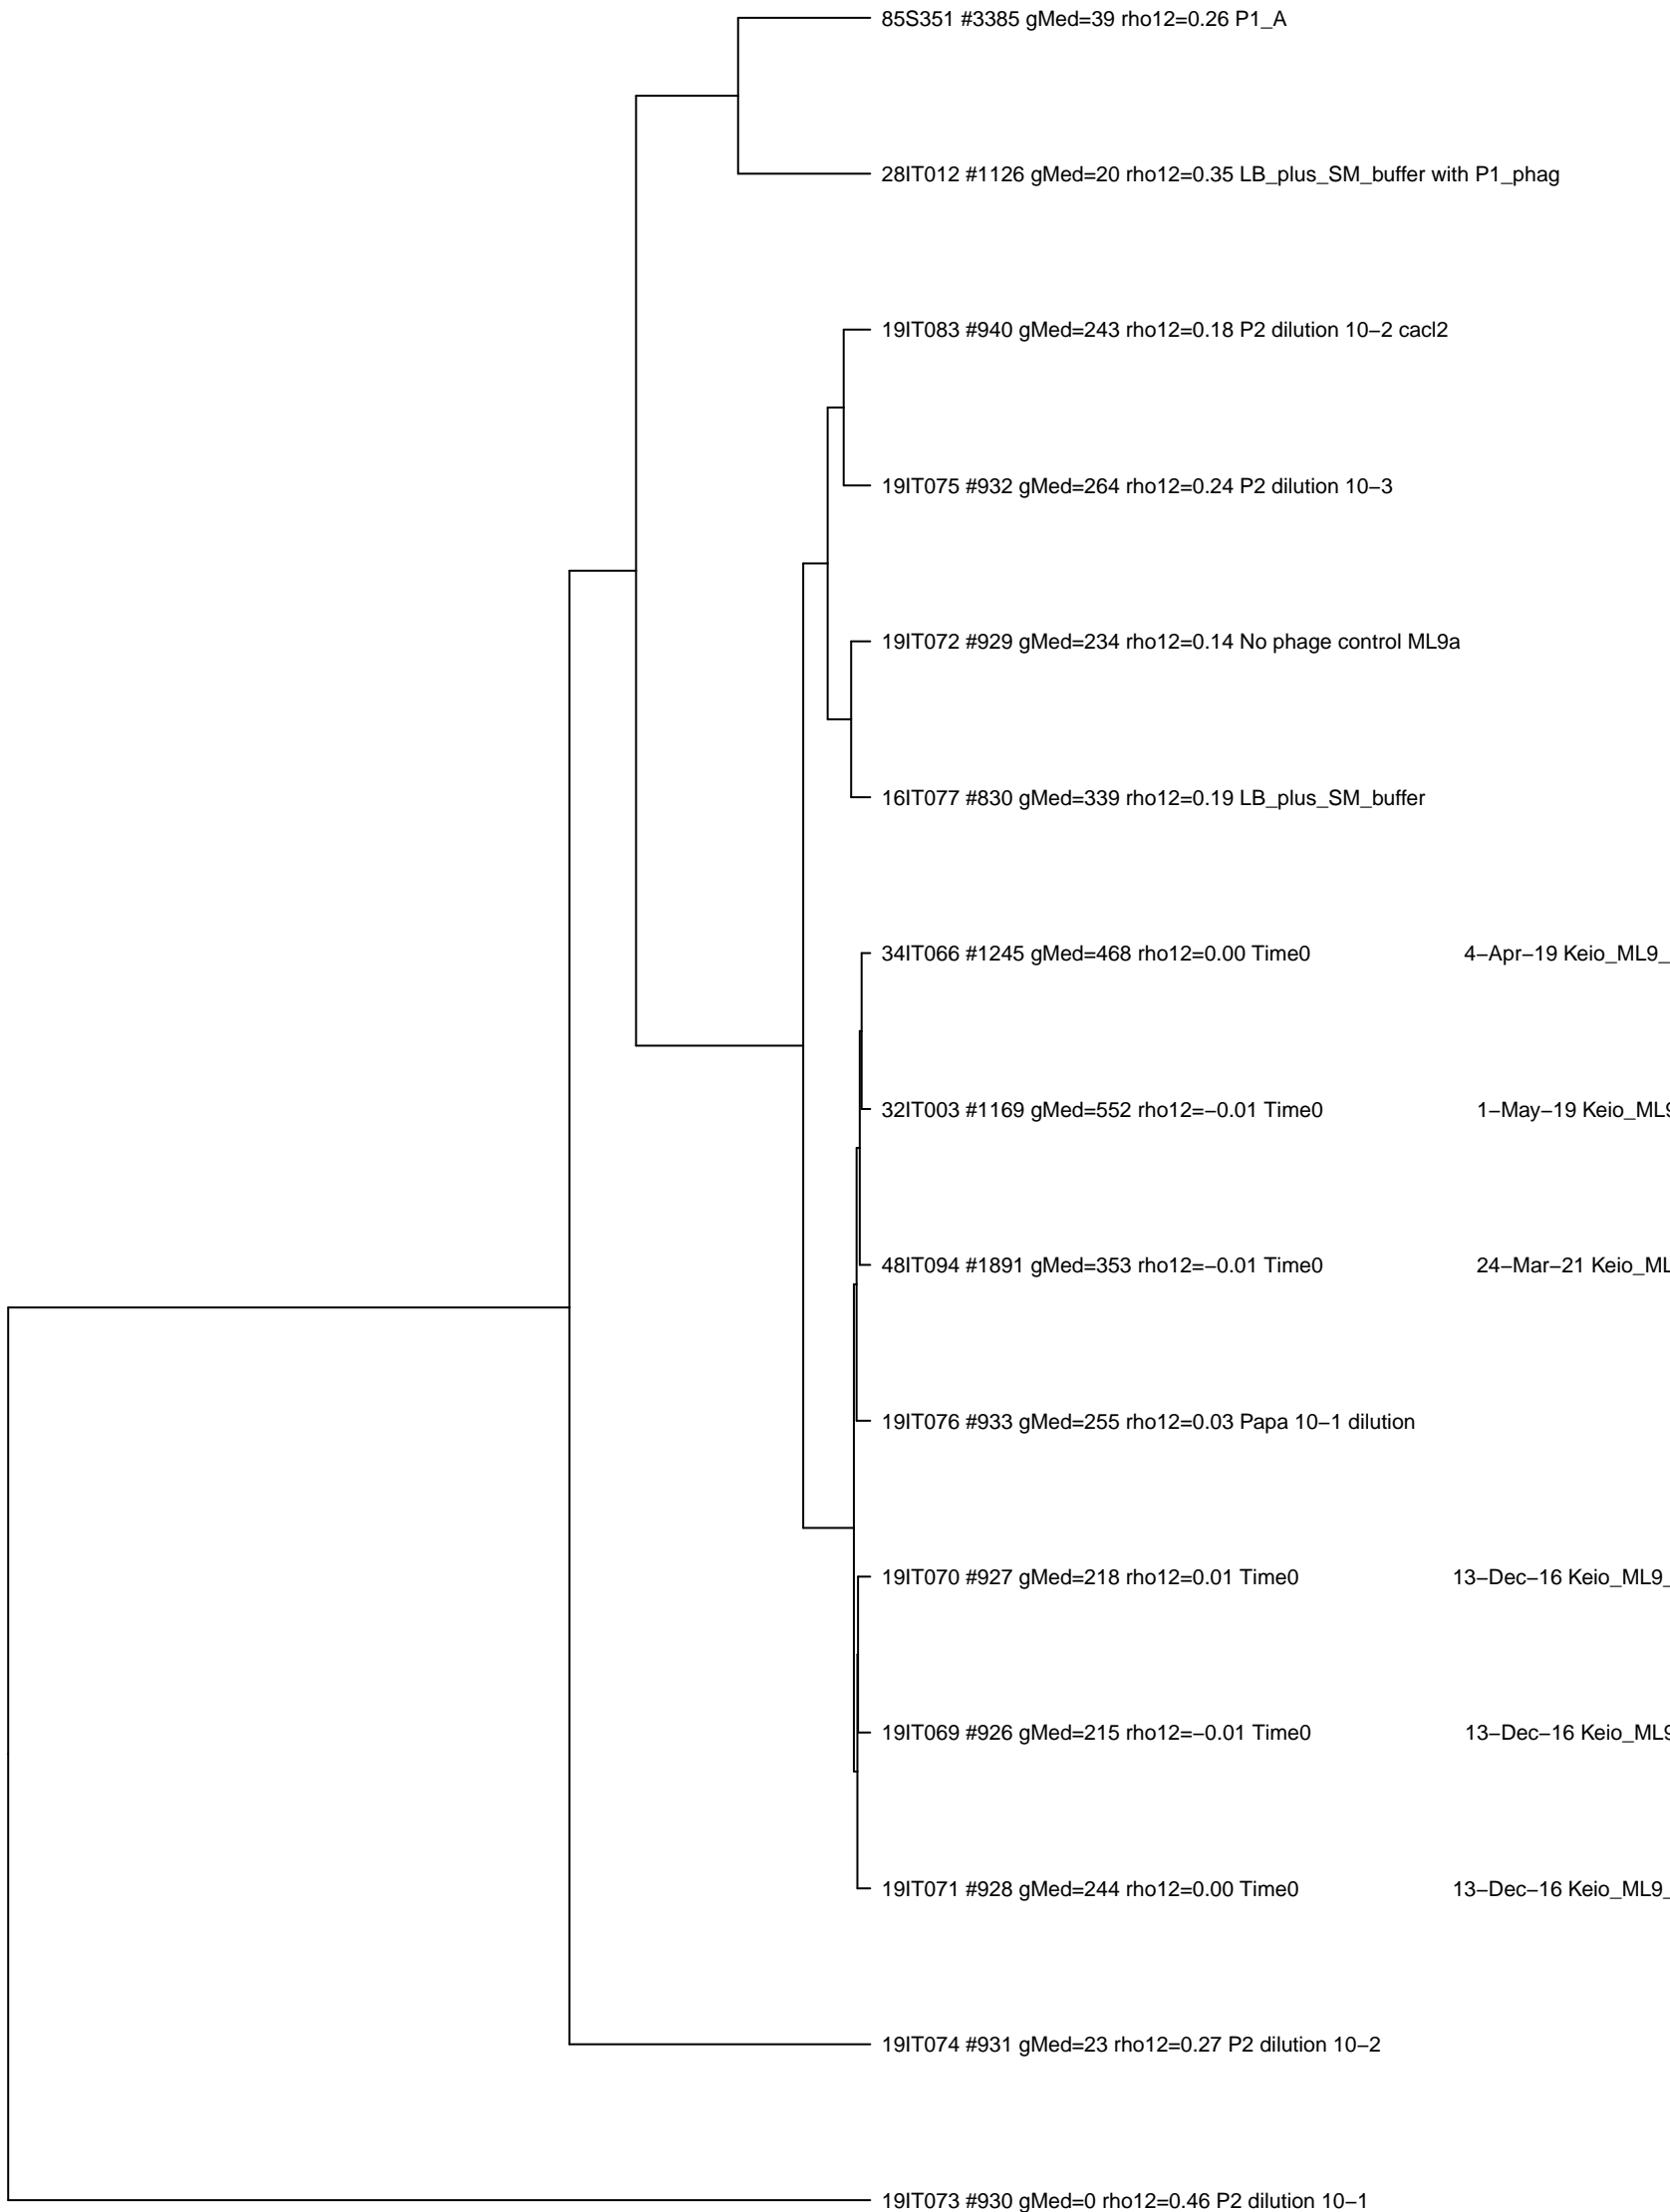 85S351 #3385 gMed=39 rho12=0.26 P1_A
28IT012 #1126 gMed=20 rho12=0.35 LB_plus_SM_buffer with P1_phag
19IT083 #940 gMed=243 rho12=0.18 P2 dilution 10−2 cacl2
19IT075 #932 gMed=264 rho12=0.24 P2 dilution 10−3
19IT072 #929 gMed=234 rho12=0.14 No phage control ML9a
16IT077 #830 gMed=339 rho12=0.19 LB_plus_SM_buffer
34IT066 #1245 gMed=468 rho12=0.00 Time0 4−Apr−19 Keio_ML9_
32IT003 #1169 gMed=552 rho12=−0.01 Time0 1−May−19 Keio_ML9
48IT094 #1891 gMed=353 rho12=−0.01 Time0 24−Mar−21 Keio_ML
19IT076 #933 gMed=255 rho12=0.03 Papa 10−1 dilution
19IT070 #927 gMed=218 rho12=0.01 Time0 13−Dec−16 Keio_ML9_
19IT069 #926 gMed=215 rho12=−0.01 Time0 13−Dec−16 Keio_ML9
19IT071 #928 gMed=244 rho12=0.00 Time0 13−Dec−16 Keio_ML9_
19IT074 #931 gMed=23 rho12=0.27 P2 dilution 10−2
19IT073 #930 gMed=0 rho12=0.46 P2 dilution 10−1